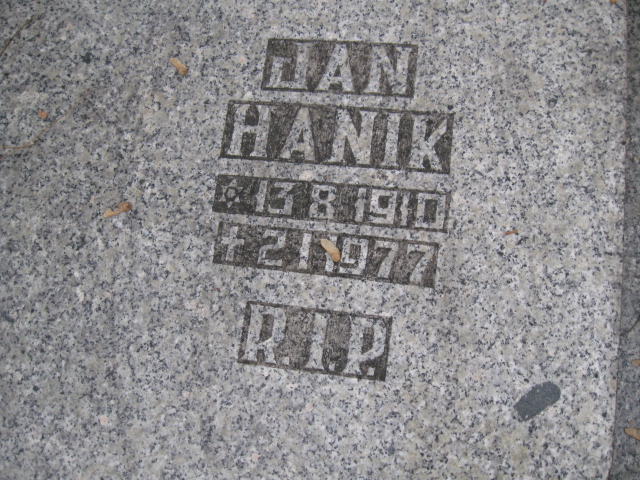 JAN
HANIK
✡ 13 8 1910
† 2 1 1977
R.I.P.